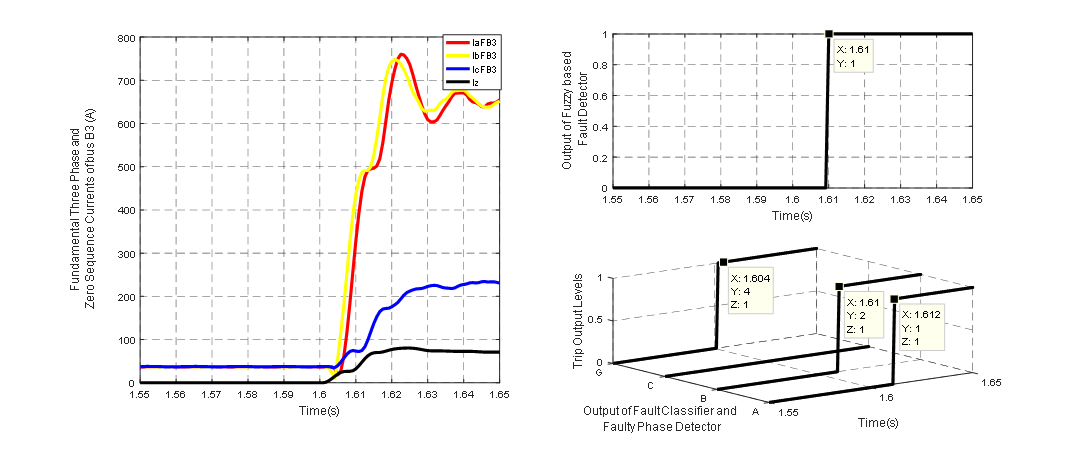 800
700
600
500
400
300
200
100
0
1.55 1.56 1.57 1.58 1.59 1.6 1.61 1.62 1.63 1.64 1.65
Time(s)
Fundamental Three Phase and
Zero Sequence Currents of bus B3 (A)
IaFB3
IbFB3
IcFB3
Iz
1
0.8
0.6
0.4
0.2
0
1.55 1.56 1.57 1.58 1.59 1.6 1.61 1.62 1.63 1.64 1.65
Time(s)
Output of Fuzzy based
Fault Detector
X: 1.61
Y: 1
Trip Output Levels
1
0.5
0
G
C
B
A
1.55
1.6
1.65
Output of Fault Classifier and
Faulty Phase Detector
Time(s)
X: 1.604
Y: 4
Z: 1
X: 1.61
Y: 2
Z: 1
X: 1.612
Y: 1
Z: 1